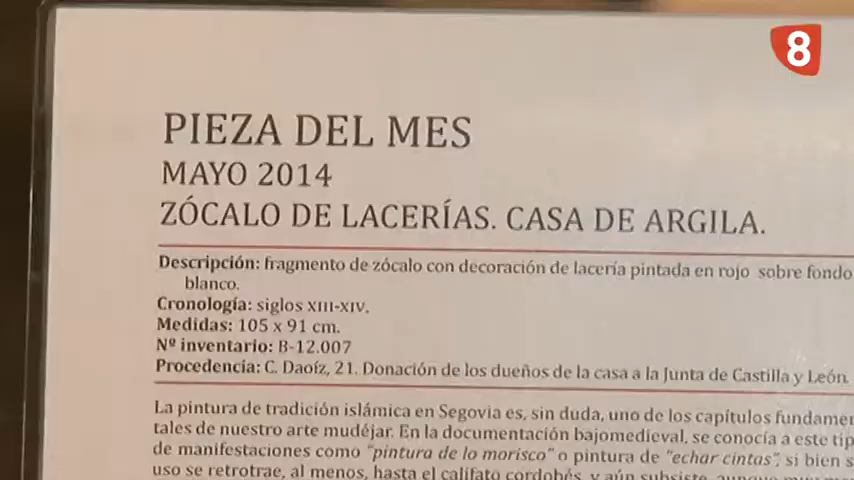 8
PIEZA DEL MES
MAYO 2014
ZÓCALO DE LACERÍAS. CASA DE ARGILA.
Descripción: fragmento de zócalo con decoración de lacería pintada en rojo sobre fondo
blanco.
Cronología: siglos XIII-XIV.
Medidas: 105 x 91 cm.
Nº inventario: B-12.007
Procedencia: C. Daoíz, 21. Donación de los dueños de la casa a la Junta de Castilla y León.
La pintura de tradición islámica en Segovia es, sin duda, uno de los capítulos fundamen
tales de nuestro arte mudéjar. En la documentación bajomedieval, se conocía a este tip
de manifestaciones como "pintura de lo morisco" o pintura de "echar cintas", si bien s
uso se retrotrae, al menos, hasta el califato cordobés, y aún subsiste, aunque